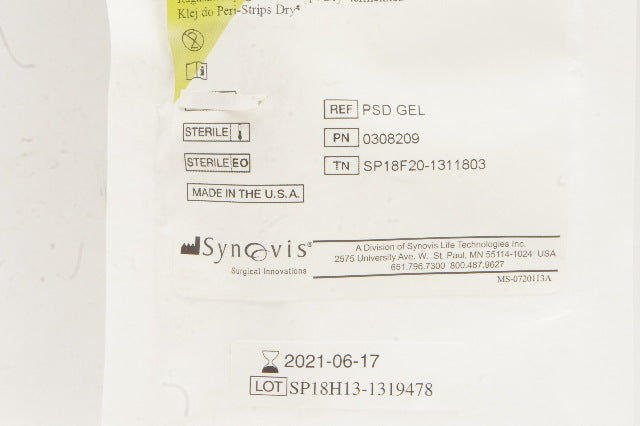 Klej do Peri-Strips Dry®
STERILE
STERILE EO
MADE IN THE U.S.A.
REF PSD GEL
PN 0308209
TN SP18F20-1311803
Synovis®
Surgical Innovations
A Division of Synovis Life Technologies Inc.
2575 University Ave. W. St. Paul, MN 55114-1024 USA
651.796.7300 800.487.9627
MS-0720113A
2021-06-17
LOT SP18H13-1319478